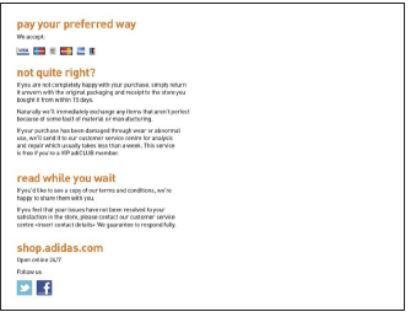 pay your preferred way
We accept:
VISA
not quite right?
If you are not completely happy with your purchase, simply return
it unworn with the original packaging and receipt to the store you
bought it from within 15 days.
Naturally we'll immediately exchange any items that aren't perfect
because of some fault of material or manufacturing.
If your purchase has been damaged through wear or abnormal
use, we'll send it to our customer service centre for analysis
and repair which usually takes less than a week. This service
is free if you're a adiCLUB member.
read while you wait
If you'd like to see a copy of our terms and conditions, we're
happy to share them with you.
If you feel that your issues have not been resolved to your
satisfaction in the store, please contact our customer service
centre <insert contact details> We guarantee to respond fully.
shop.adidas.com
Open online 24/7
Follow us